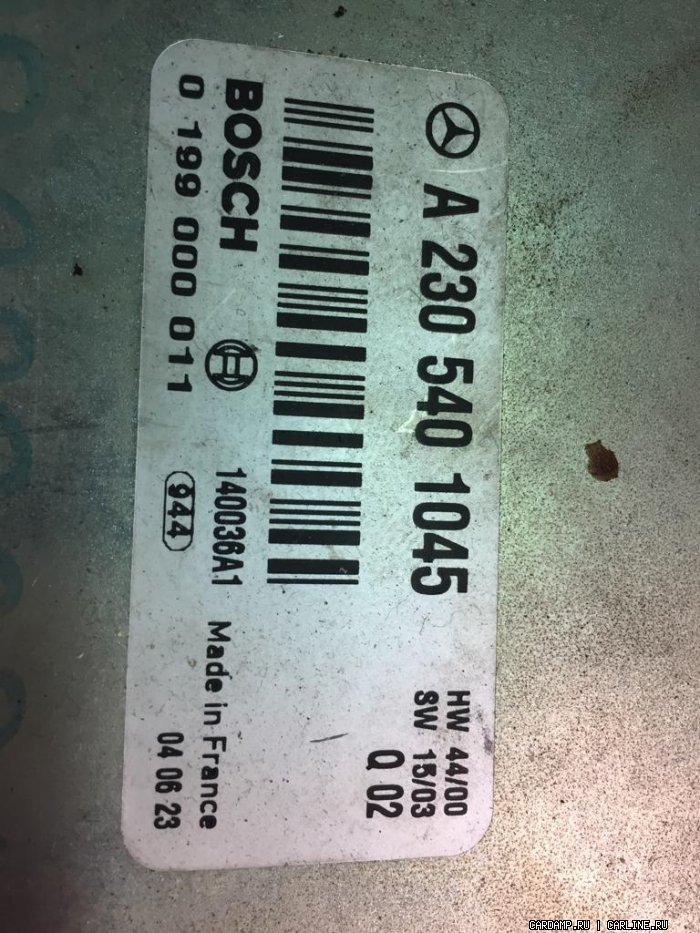 A 230 540 1045
HW 44/00
SW 15/03
Q 02
BOSCH
140036A1 Made in France
0 199 000 011
944
04 06 23
CARDAMP.RU | CARLINE.RU